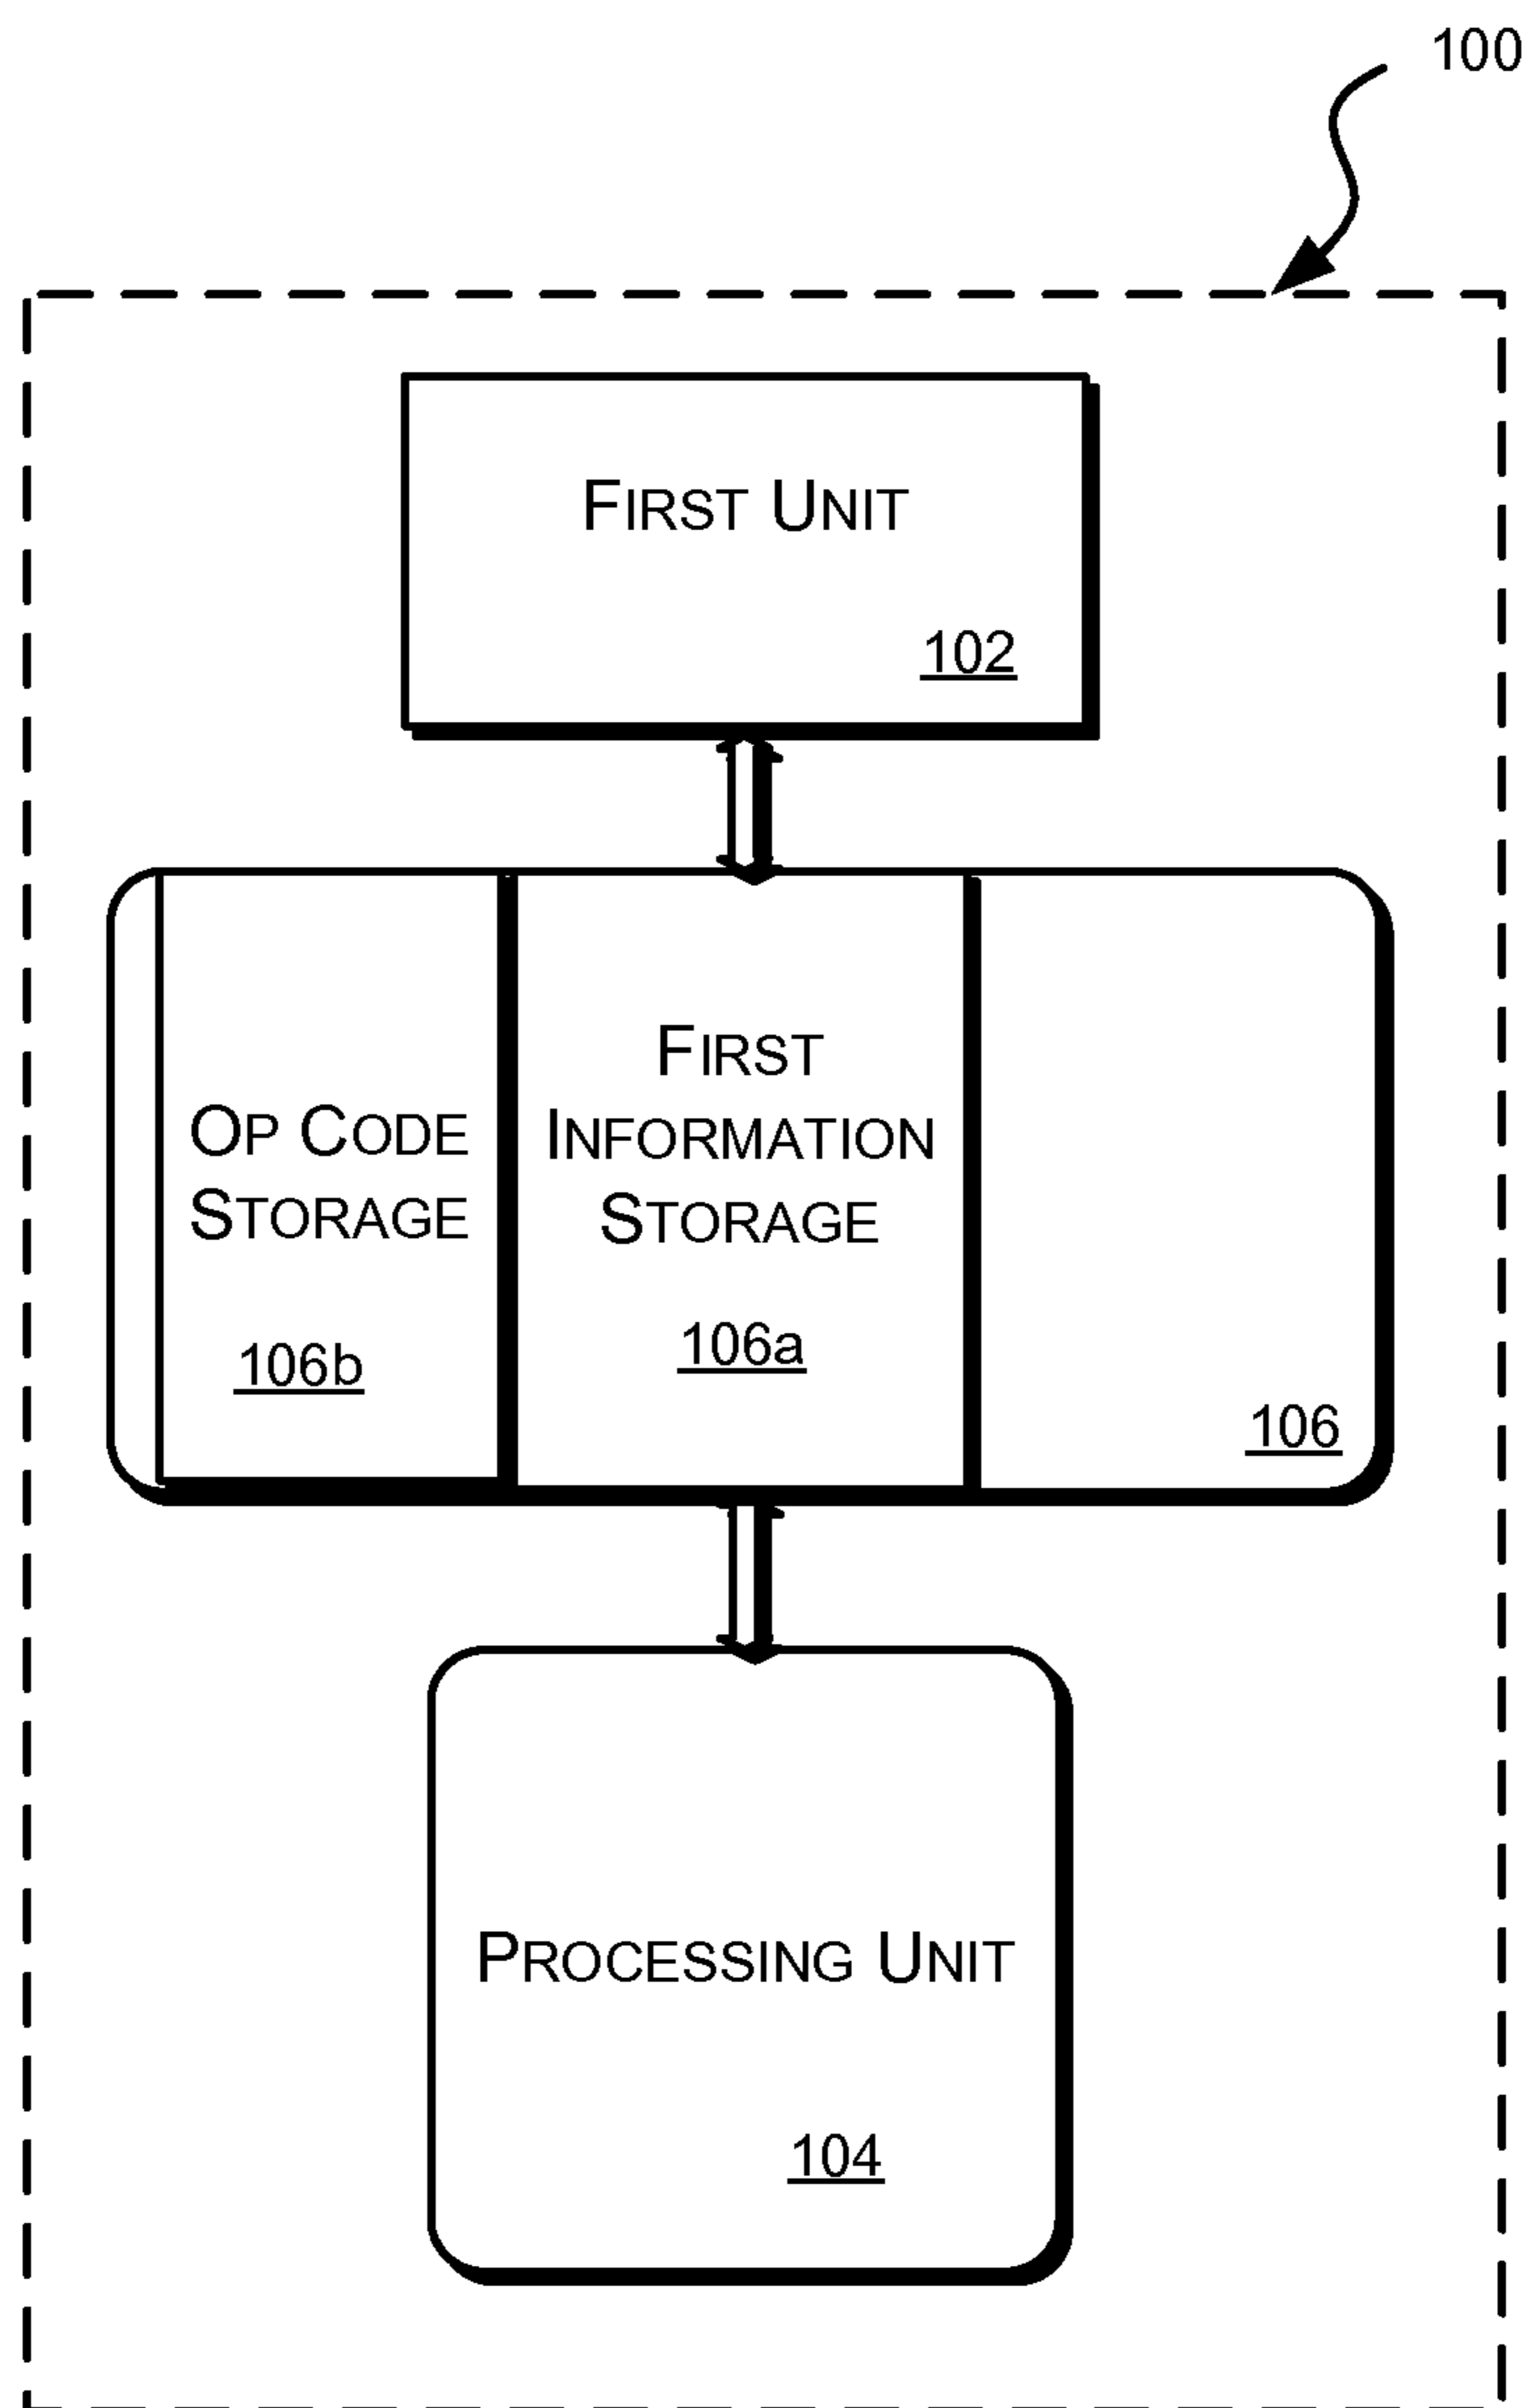 100
FIRST UNIT
102
OP CODE
STORAGE
106b
FIRST
INFORMATION
STORAGE
106a
106
PROCESSING UNIT
104